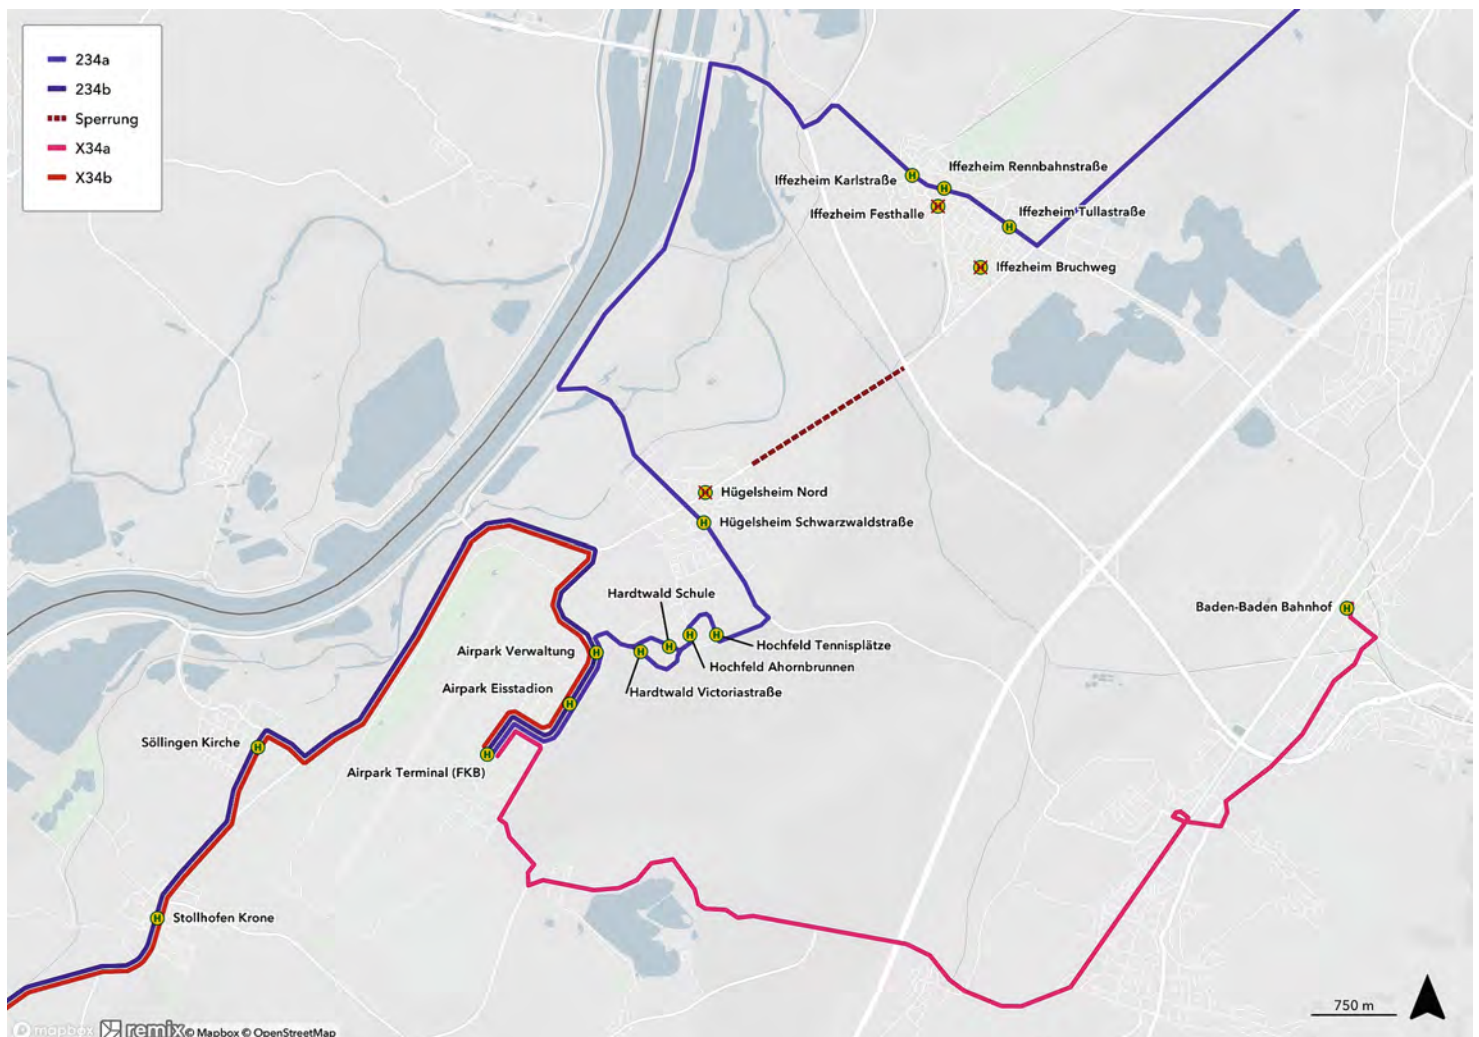 234a
234b
Sperrung
X34a
X34b
Iffezheim Rennbahnstraße
Iffezheim Karlstraße
Iffezheim Festhalle
Iffezheim Tullastraße
Iffezheim Bruchweg
Hügelsheim Nord
Hügelsheim Schwarzwaldstraße
Hardtwald Schule
Baden-Baden Bahnhof
Hochfeld Tennisplätze
Airpark Verwaltung
Hochfeld Ahornbrunnen
Airpark Eisstadion
Hardtwald Victoriastraße
Söllingen Kirche
Airpark Terminal (FKB)
Stollhofen Krone
750 m
mapbox remix © Mapbox © OpenStreetMap